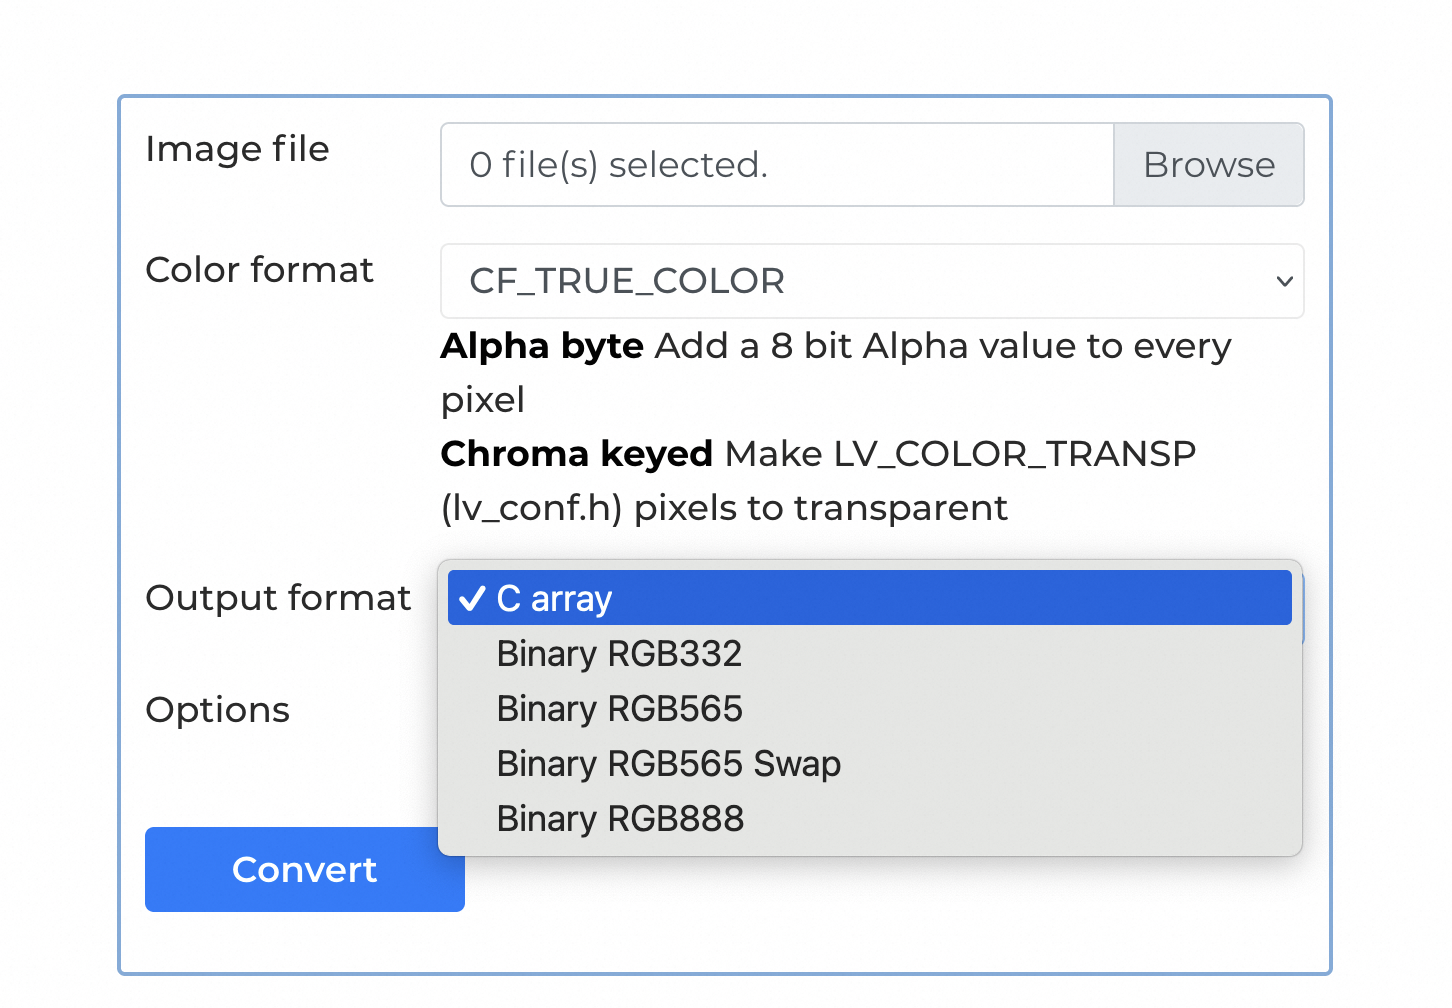 Image file
0 file(s) selected.
Browse
Color format
CF_TRUE_COLOR
Alpha byte Add a 8 bit Alpha value to every
pixel
Chroma keyed Make LV_COLOR_TRANSP
(lv_conf.h) pixels to transparent
Output format
✓ C array
Binary RGB332
Binary RGB565
Binary RGB565 Swap
Binary RGB888
Options
Convert